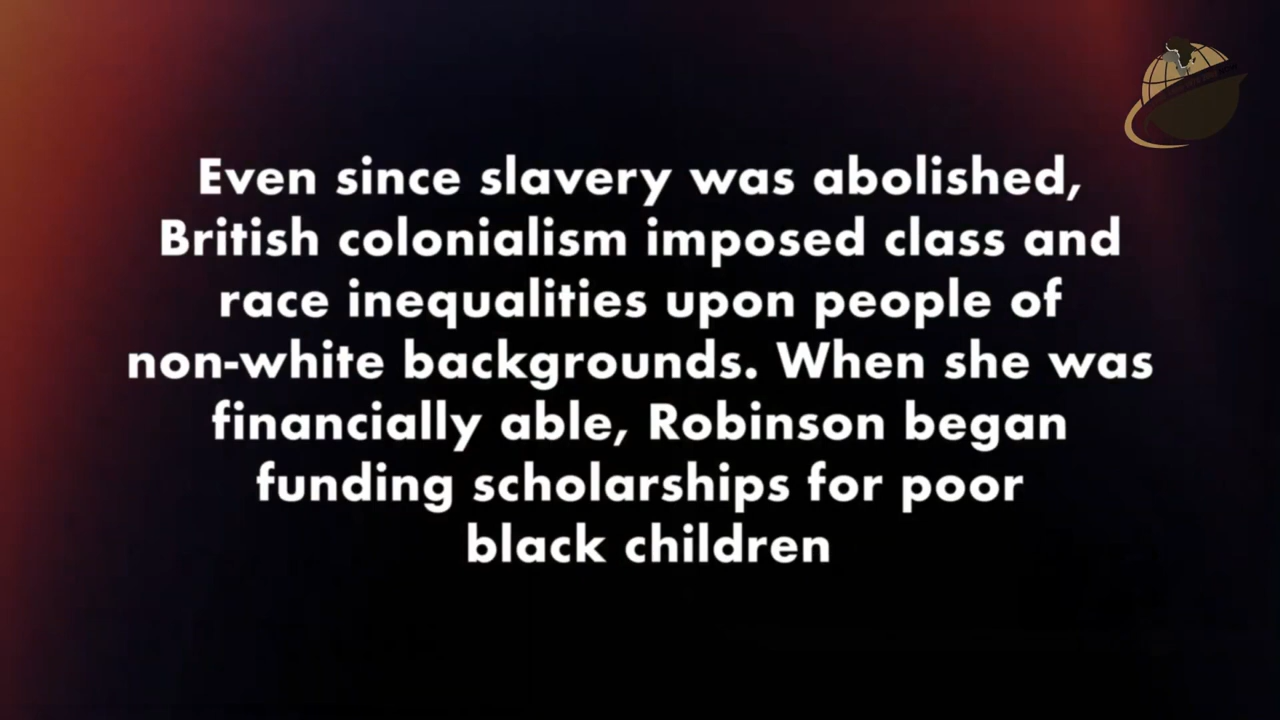 Even since slavery was abolished,
British colonialism imposed class and
race inequalities upon people of
non-white backgrounds. When she was
financially able, Robinson began
funding scholarships for poor
black children